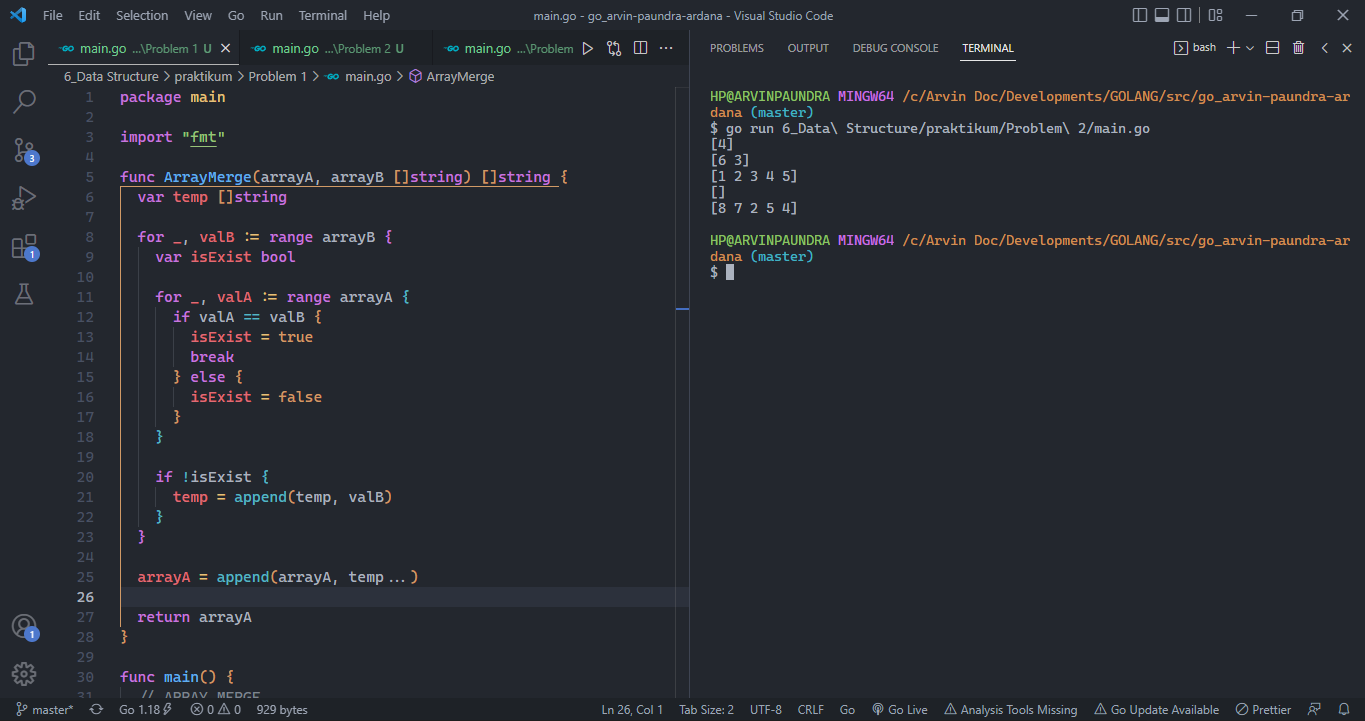 File Edit Selection View Go Run Terminal Help
main.go - go_arvin-paundra-ardana - Visual Studio Code
main.go ...\Problem 1 U
main.go ...\Problem 2 U
main.go ...\Problem
PROBLEMS OUTPUT DEBUG CONSOLE TERMINAL
bash
6_Data Structure > praktikum > Problem 1 > main.go > ArrayMerge
1 package main
2
3 import "fmt"
4
5 func ArrayMerge(arrayA, arrayB []string) []string {
6 var temp []string
7
8 for _, valB := range arrayB {
9 var isExist bool
10
11 for _, valA := range arrayA {
12 if valA == valB {
13 isExist = true
14 break
15 } else {
16 isExist = false
17 }
18 }
19
20 if !isExist {
21 temp = append(temp, valB)
22 }
23 }
24
25 arrayA = append(arrayA, temp...)
26
27 return arrayA
28 }
29
30 func main() {
31 // ARRAY MERGE
HP@ARVINPAUNDRA MINGW64 /c/Arvin Doc/Developments/GOLANG/src/go_arvin-paundra-ar
dana (master)
$ go run 6_Data\ Structure/praktikum/Problem\ 2/main.go
[4]
[6 3]
[1 2 3 4 5]
[]
[8 7 2 5 4]
HP@ARVINPAUNDRA MINGW64 /c/Arvin Doc/Developments/GOLANG/src/go_arvin-paundra-ar
dana (master)
$
3
1
1
master* Go 1.18 0 0 929 bytes Ln 26, Col 1 Tab Size: 2 UTF-8 CRLF Go Go Live Analysis Tools Missing Go Update Available Prettier